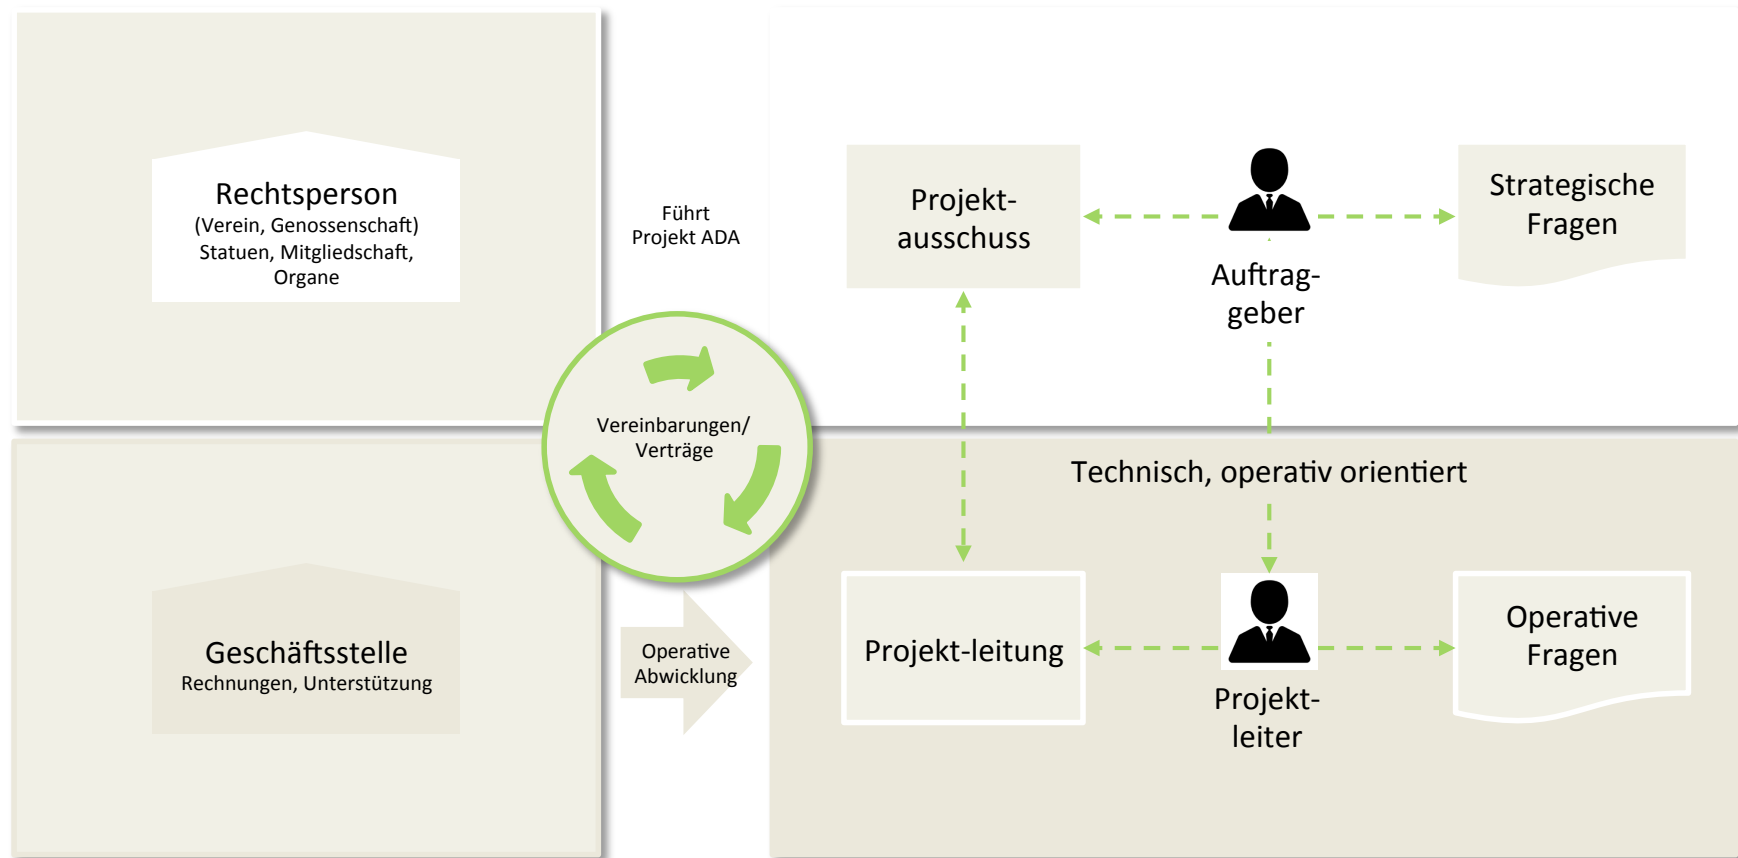 Rechtsperson
(Verein, Genossenschaft)
Statuen, Mitgliedschaft,
Organe
Führt
Projekt ADA
Projekt-
ausschuss
Auftrag-
geber
Strategische
Fragen
Vereinbarungen/
Verträge
Technisch, operativ orientiert
Geschäftsstelle
Rechnungen, Unterstützung
Operative
Abwicklung
Projekt-leitung
Projekt-
leiter
Operative
Fragen